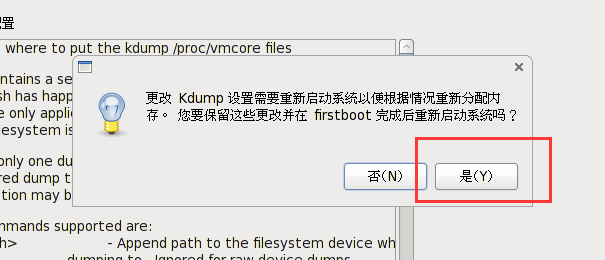 配置
where to put the kdump /proc/vmcore files
更改 Kdump 设置需要重新启动系统以便根据情况重新分配内
存。 您要保留这些更改并在 firstboot 完成后重新启动系统吗？
否(N)
是(Y)
ntains a se
sh has happ
e only applic
lesystem is
only one du
red dump t
tion may b
mmands supported are:
h> - Append path to the filesystem device wh
dumping to. Ignored for raw device dumps